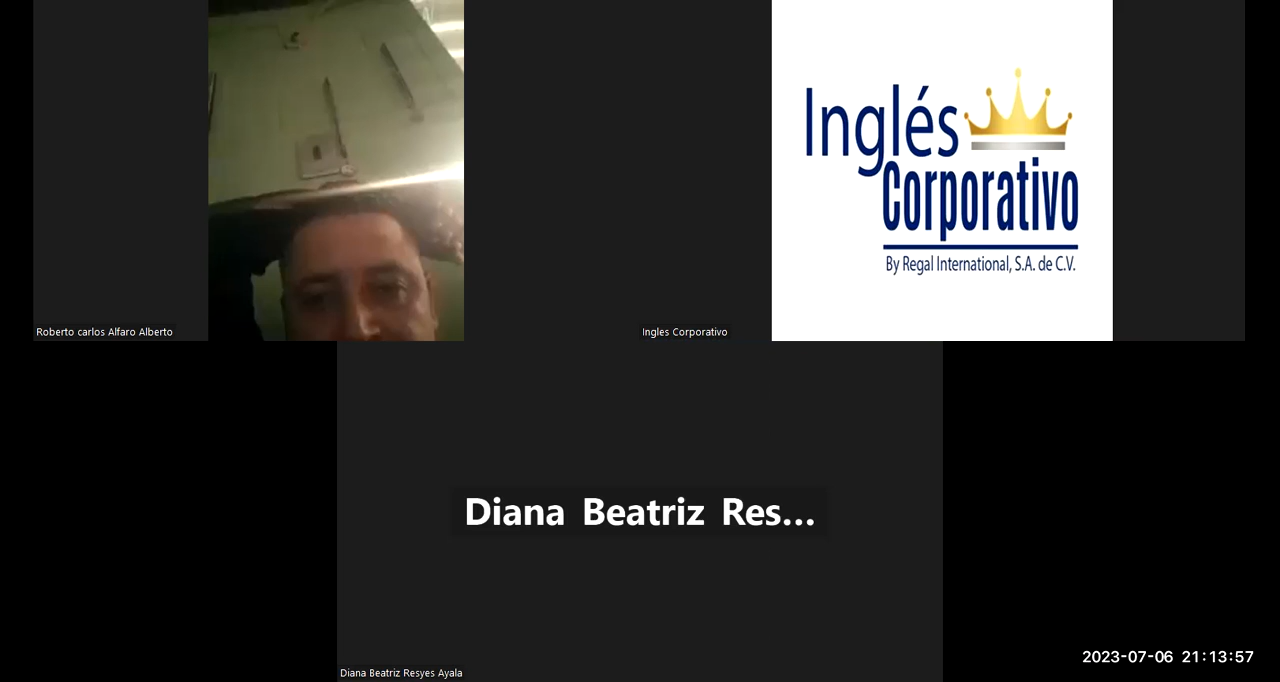 Inglés
Corporativo
By Regal International, S.A. de C.V.
Roberto carlos Alfaro Alberto
Ingles Corporativo
Diana Beatriz Res...
Diana Beatriz Resyes Ayala
2023-07-06 21:13:57